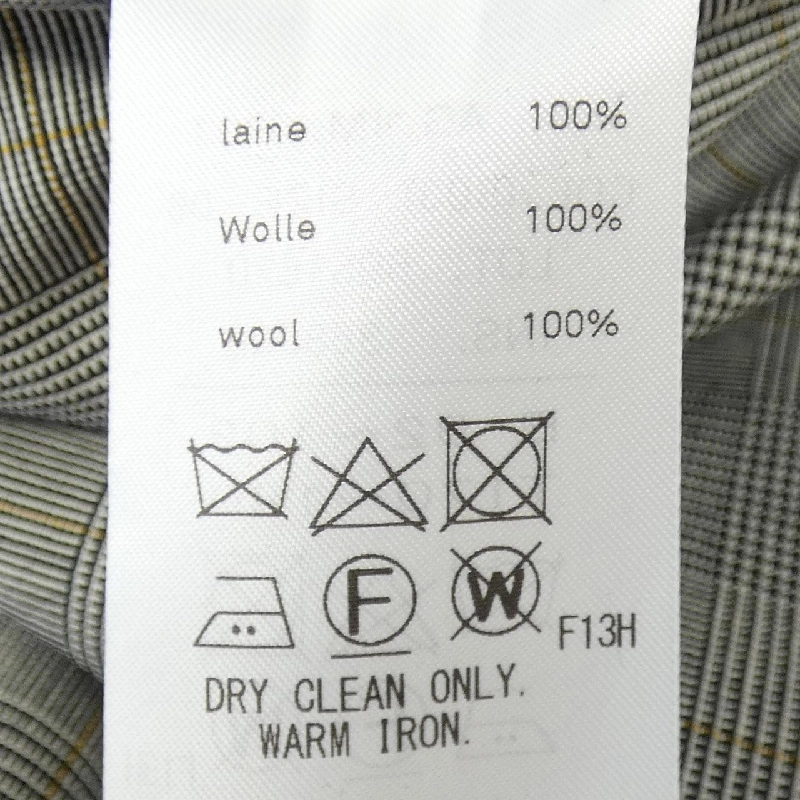 laine 100%
Wolle 100%
wool 100%
F W F13H
DRY CLEAN ONLY.
WARM IRON.